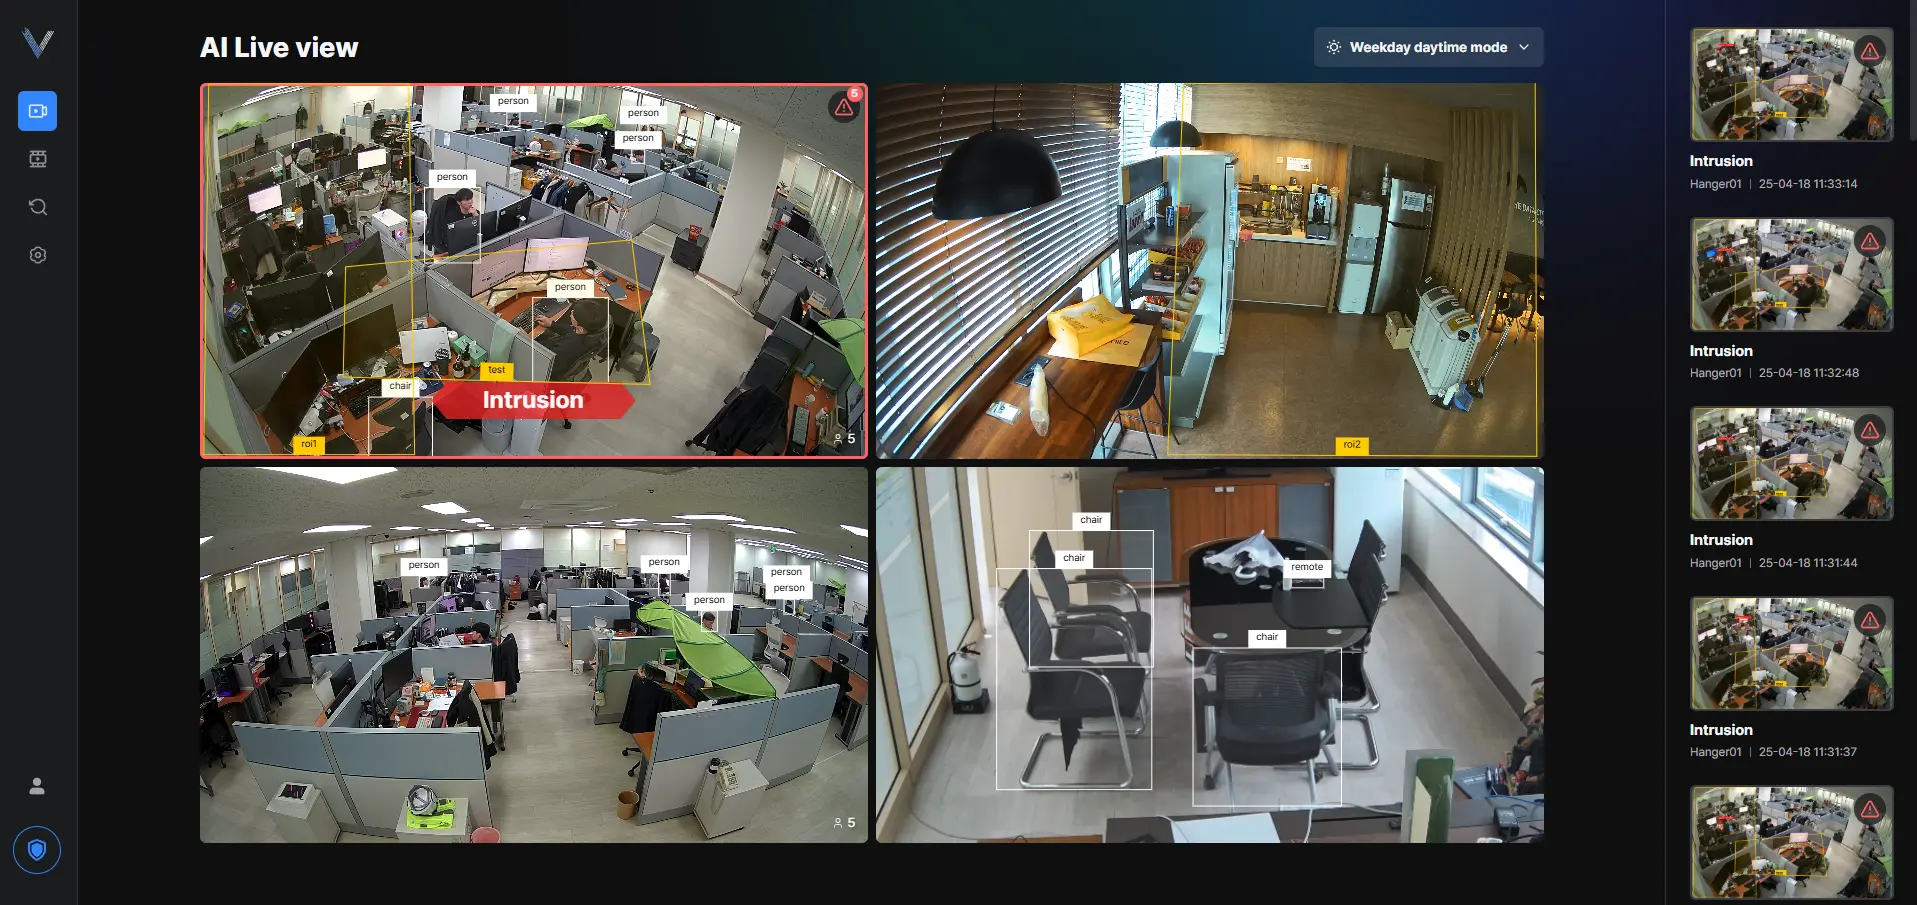 AI Live view
Weekday daytime mode
person
person
person
person
person
chair
test
Intrusion
roi1
5
5
roi2
person
person
person
person
person
5
chair
chair
remote
chair
Intrusion
Hanger01 | 25-04-18 11:33:14
Intrusion
Hanger01 | 25-04-18 11:32:48
Intrusion
Hanger01 | 25-04-18 11:31:44
Intrusion
Hanger01 | 25-04-18 11:31:37